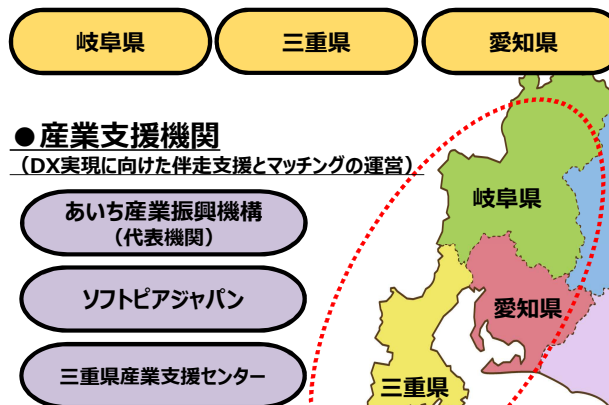 岐阜県
三重県
愛知県
●産業支援機関
（DX実現に向けた伴走支援とマッチングの運営）
あいち産業振興機構
（代表機関）
ソフトピアジャパン
三重県産業支援センター
岐阜県
愛知県
三重県